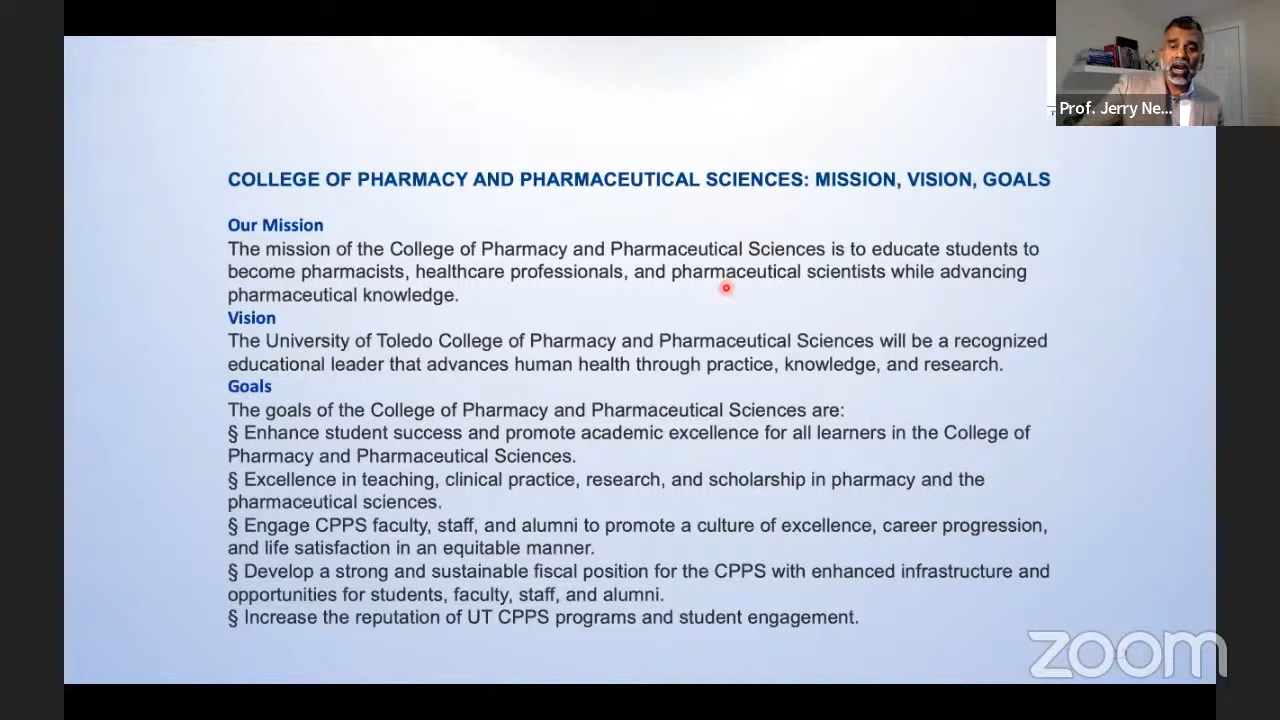 Prof. Jerry Ne...
COLLEGE OF PHARMACY AND PHARMACEUTICAL SCIENCES: MISSION, VISION, GOALS
Our Mission
The mission of the College of Pharmacy and Pharmaceutical Sciences is to educate students to
become pharmacists, healthcare professionals, and pharmaceutical scientists while advancing
pharmaceutical knowledge.
Vision
The University of Toledo College of Pharmacy and Pharmaceutical Sciences will be a recognized
educational leader that advances human health through practice, knowledge, and research.
Goals
The goals of the College of Pharmacy and Pharmaceutical Sciences are:
§ Enhance student success and promote academic excellence for all learners in the College of
Pharmacy and Pharmaceutical Sciences.
§ Excellence in teaching, clinical practice, research, and scholarship in pharmacy and the
pharmaceutical sciences.
§ Engage CPPS faculty, staff, and alumni to promote a culture of excellence, career progression,
and life satisfaction in an equitable manner.
§ Develop a strong and sustainable fiscal position for the CPPS with enhanced infrastructure and
opportunities for students, faculty, staff, and alumni.
§ Increase the reputation of UT CPPS programs and student engagement.
zoom